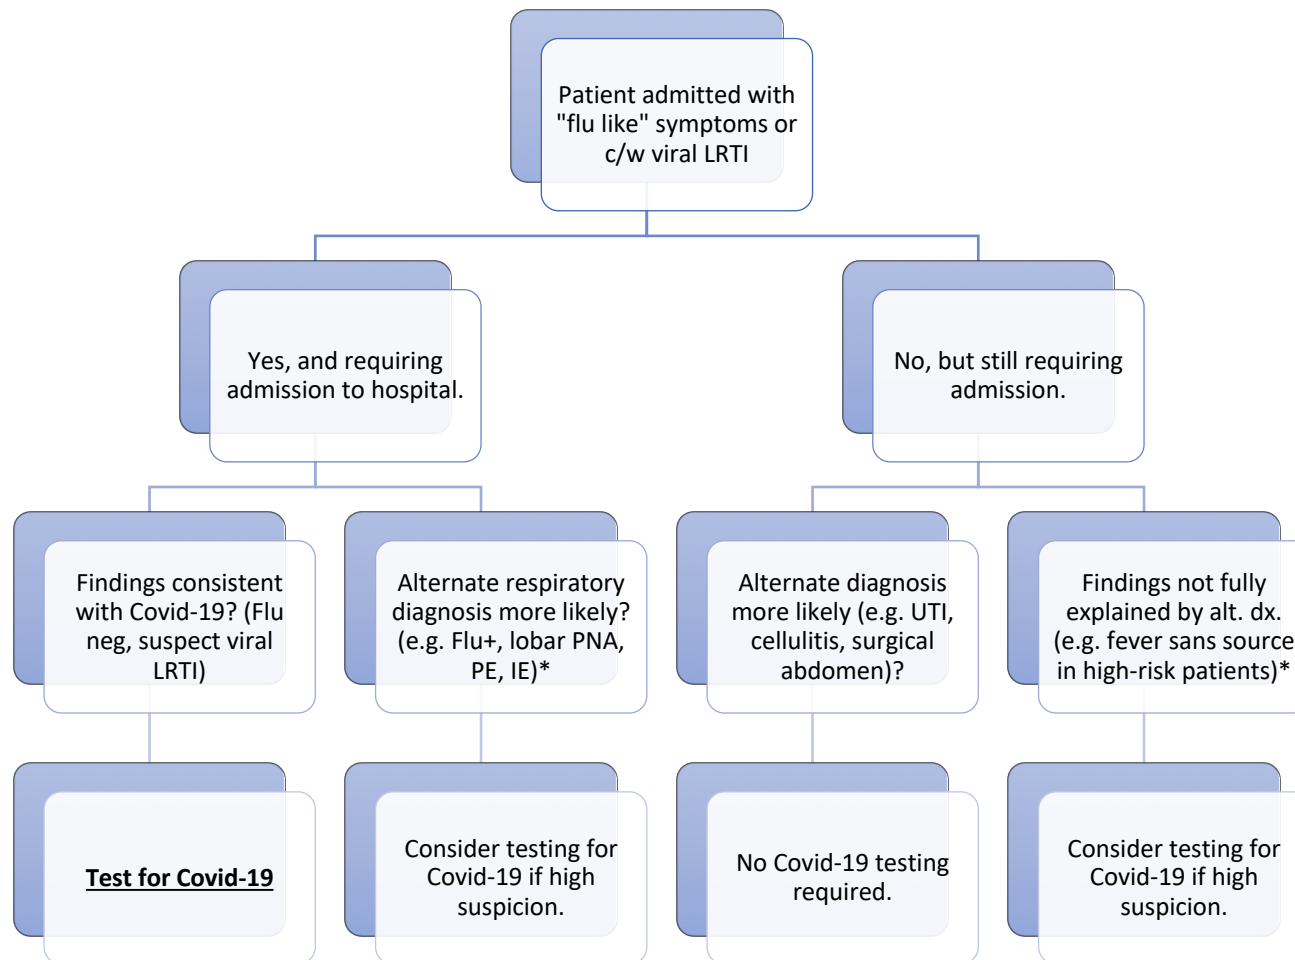 Patient admitted with
"flu like" symptoms or
c/w viral LRTI
Yes, and requiring
admission to hospital.
No, but still requiring
admission.
Findings consistent
with Covid-19? (Flu
neg, suspect viral
LRTI)
Alternate respiratory
diagnosis more likely?
(e.g. Flu+, lobar PNA,
PE, IE)*
Alternate diagnosis
more likely (e.g. UTI,
cellulitis, surgical
abdomen)?
Findings not fully
explained by alt. dx.
(e.g. fever sans source
in high-risk patients)*
Test for Covid-19
Consider testing for
Covid-19 if high
suspicion.
No Covid-19 testing
required.
Consider testing for
Covid-19 if high
suspicion.